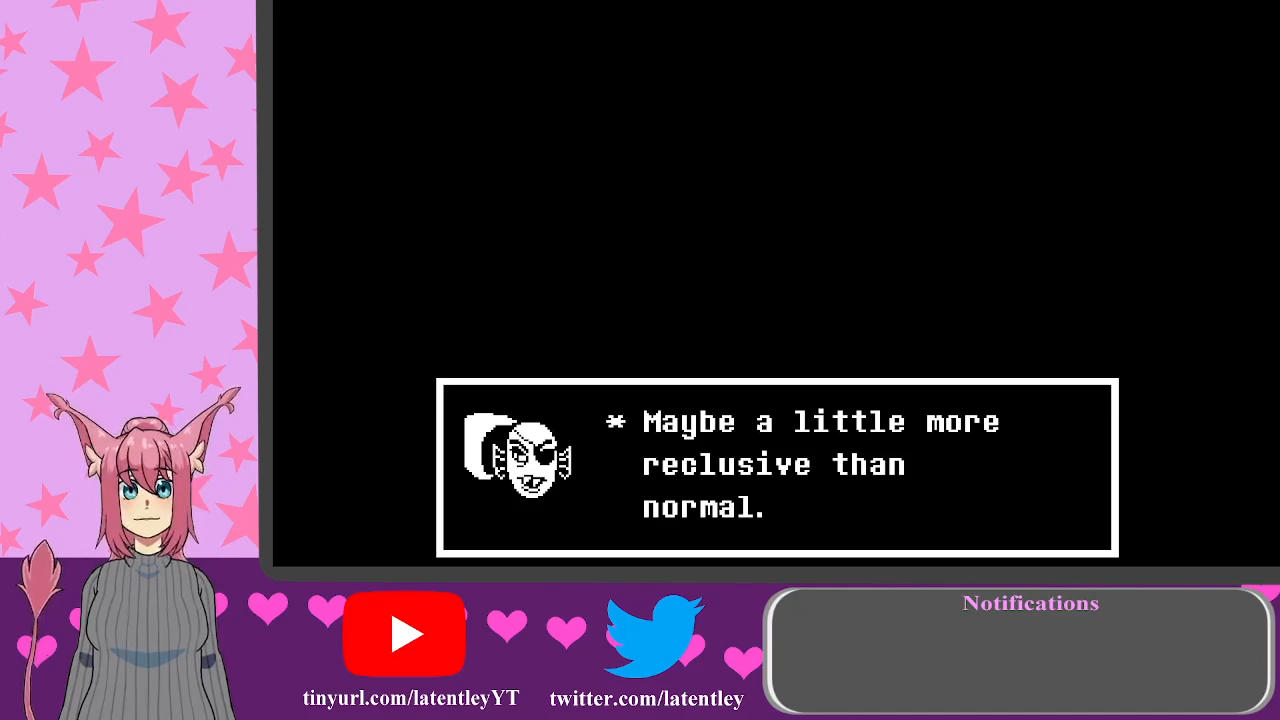 * Maybe a little more
reclusive than
normal.
Notifications
tinyurl.com/latentleyYT
twitter.com/latentley